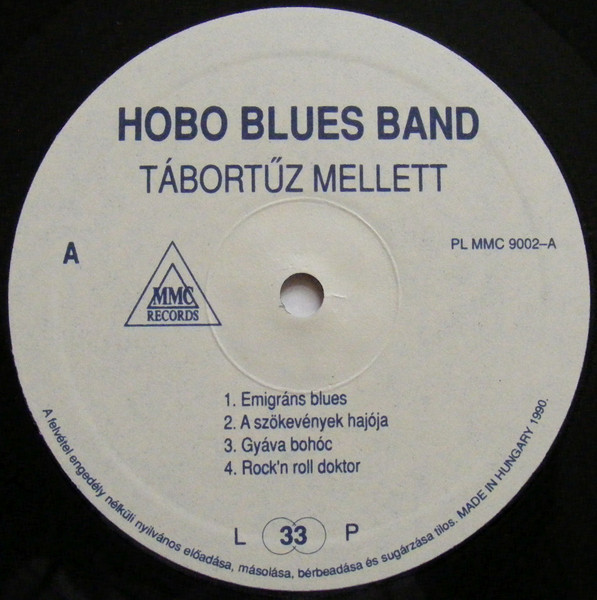 HOBO BLUES BAND
TÁBORTŰZ MELLETT
A
PL MMC 9002–A
MMC
RECORDS
1. Emigráns blues
2. A szökevények hajója
3. Gyáva bohóc
4. Rock'n roll doktor
L 33 P
A felvétel engedély nélküli nyilvános előadása, másolása, bérbeadása és sugárzása tilos. MADE IN HUNGARY 1990.